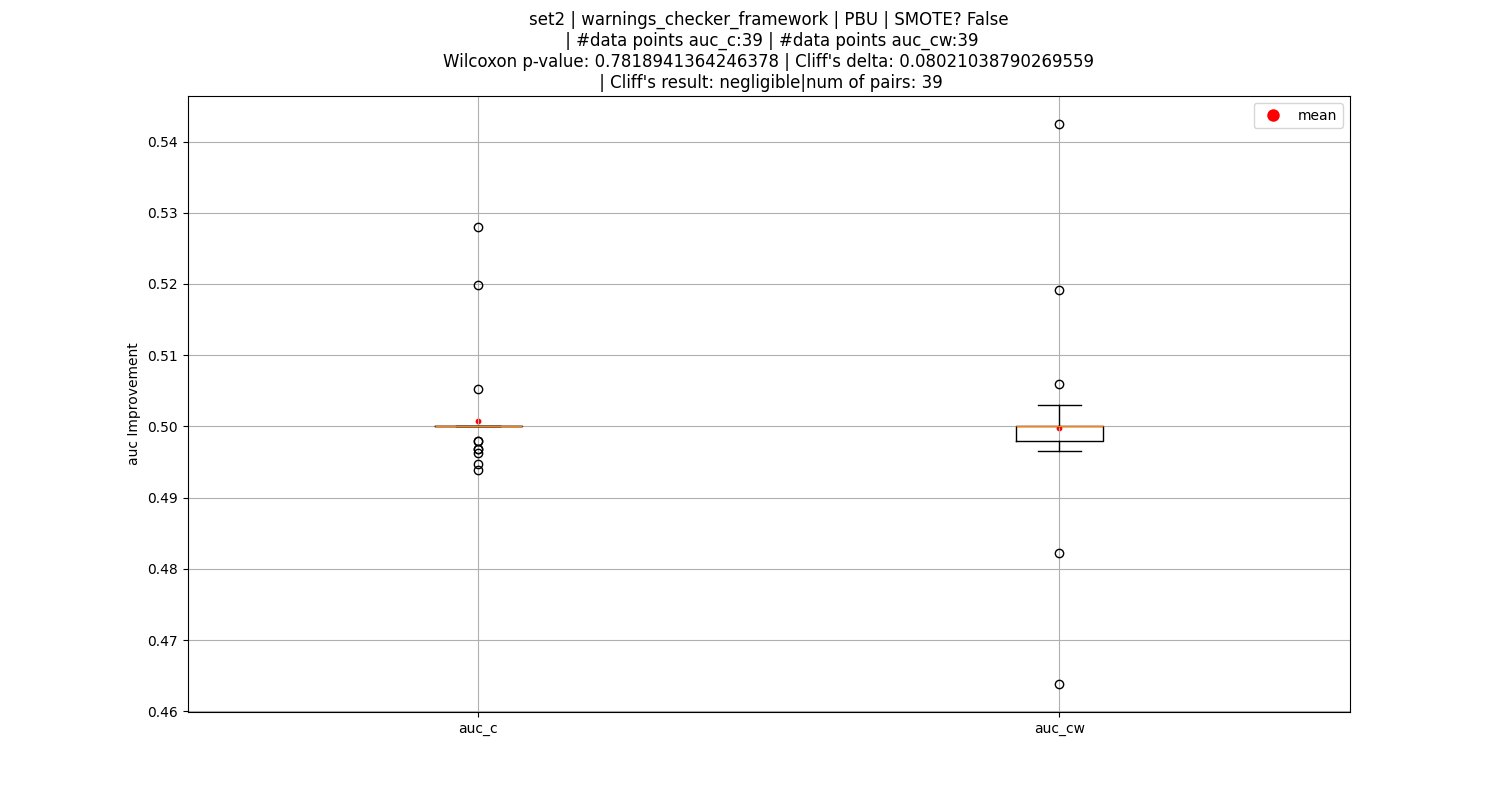 set2 | warnings_checker_framework | PBU | SMOTE? False
| #data points auc_c:39 | #data points auc_cw:39
Wilcoxon p-value: 0.7818941364246378 | Cliff's delta: 0.08021038790269559
| Cliff's result: negligible|num of pairs: 39
mean
0.54
0.53
0.52
0.51
0.50
0.49
0.48
0.47
0.46
auc Improvement
auc_c
auc_cw